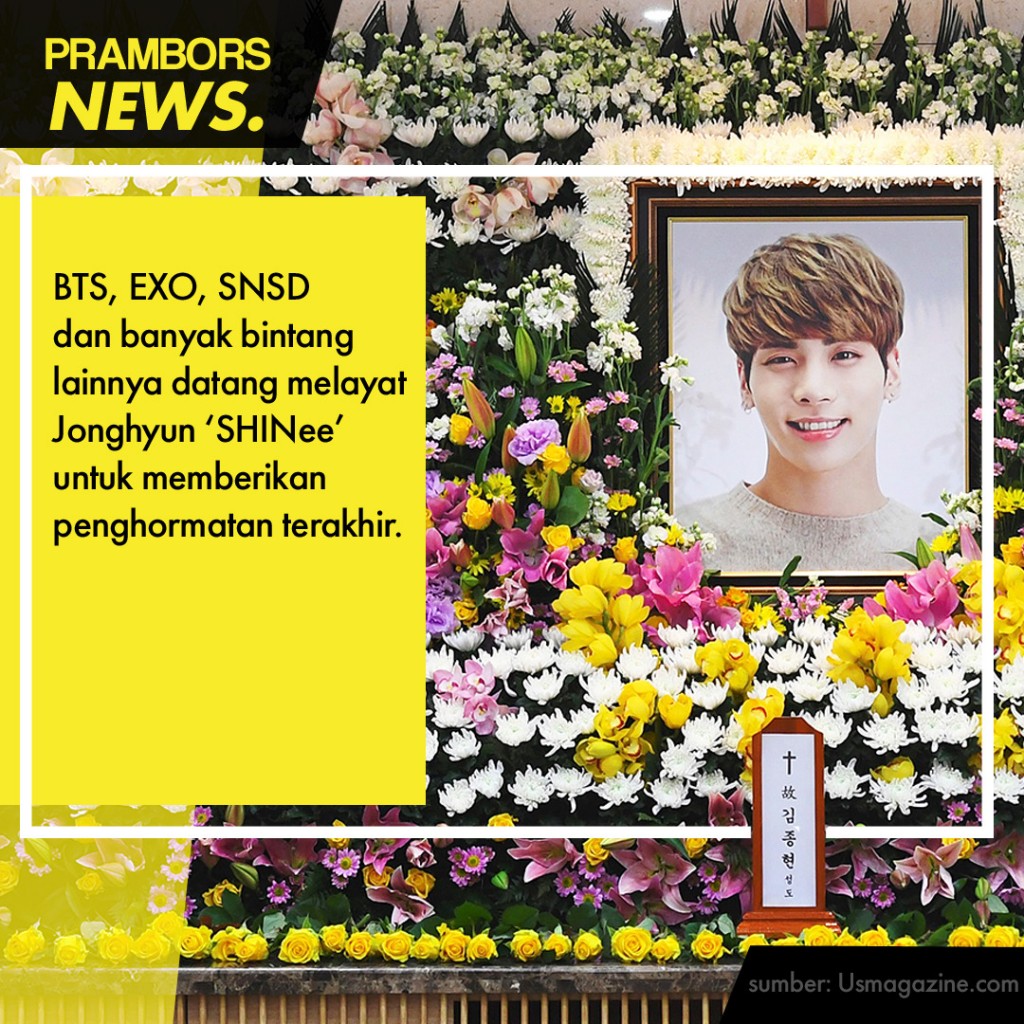 PRAMBORS
NEWS.
BTS, EXO, SNSD
dan banyak bintang
lainnya datang melayat
Jonghyun ‘SHINee’
untuk memberikan
penghormatan terakhir.
故
김
종
현
성
도
sumber: Usmagazine.com